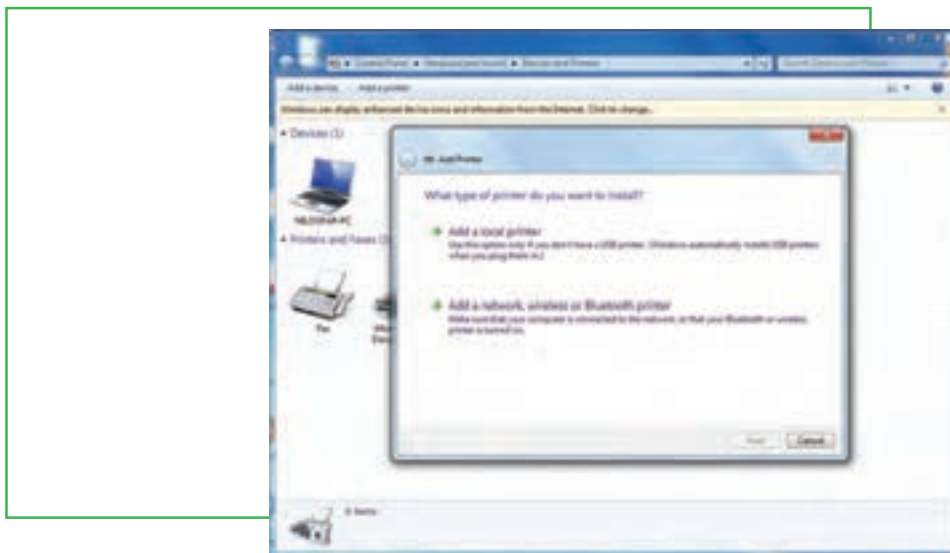 Control Panel ▸ Hardware and Sound ▸ Devices and Printers
Add a device Add a printer
Windows can display enhanced device icons and information from the Internet. Click to change...
Devices (1)
Printers and Faxes
Fax
Add Printer
What type of printer do you want to install?
Add a local printer
Use this option only if you don't have a USB printer. (Windows automatically installs USB printers
when you plug them in.)
Add a network, wireless or Bluetooth printer
Make sure that your computer is connected to the network, or that your Bluetooth or wireless
printer is turned on.
Next Cancel
6 items